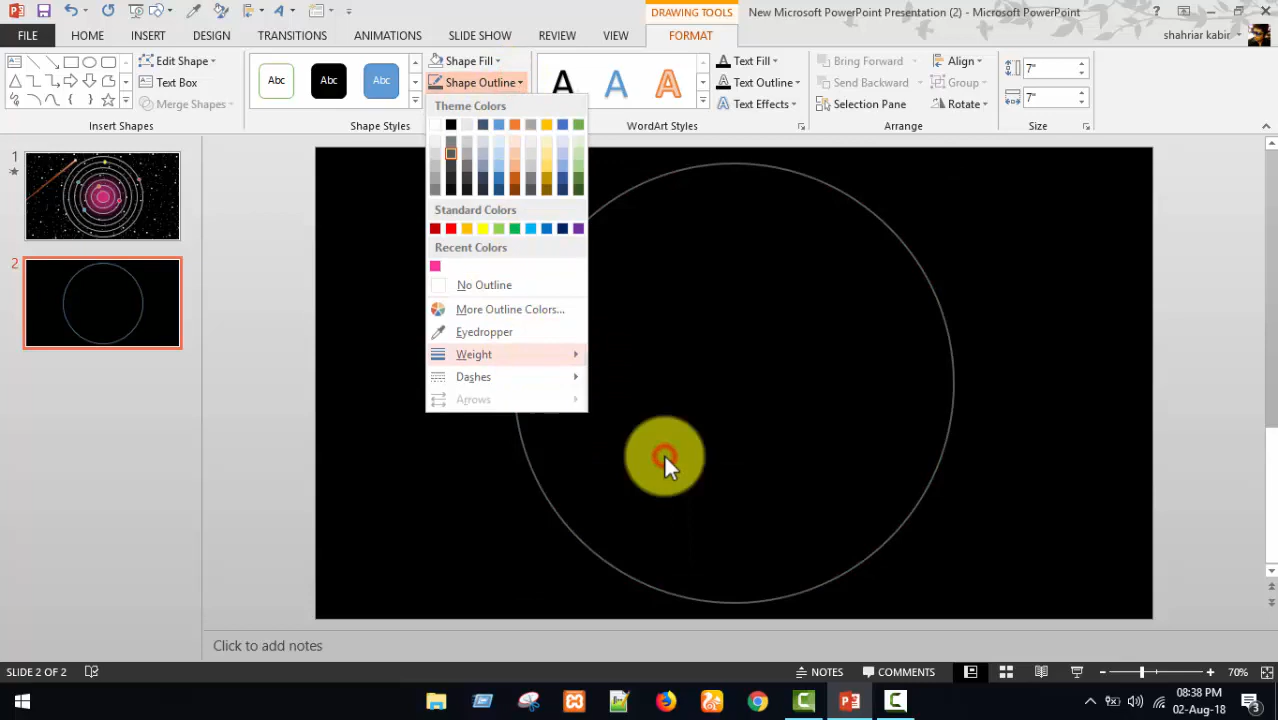 DRAWING TOOLS
New Microsoft PowerPoint Presentation (2) - Microsoft PowerPoint
FILE HOME INSERT DESIGN TRANSITIONS ANIMATIONS SLIDE SHOW REVIEW VIEW FORMAT
shahriar kabir
Edit Shape
Text Box
Merge Shapes
Insert Shapes
Abc Abc Abc
Shape Styles
Shape Fill
Shape Outline
A A A
WordArt Styles
Text Fill
Text Outline
Text Effects
Bring Forward
Send Backward
Selection Pane
Align
Group
Rotate
Arrange
7"
7"
Size
Theme Colors
Standard Colors
Recent Colors
No Outline
More Outline Colors...
Eyedropper
Weight
Dashes
Arrows
1
2
Click to add notes
SLIDE 2 OF 2
NOTES
COMMENTS
70%
08:38 PM
02-Aug-18
3